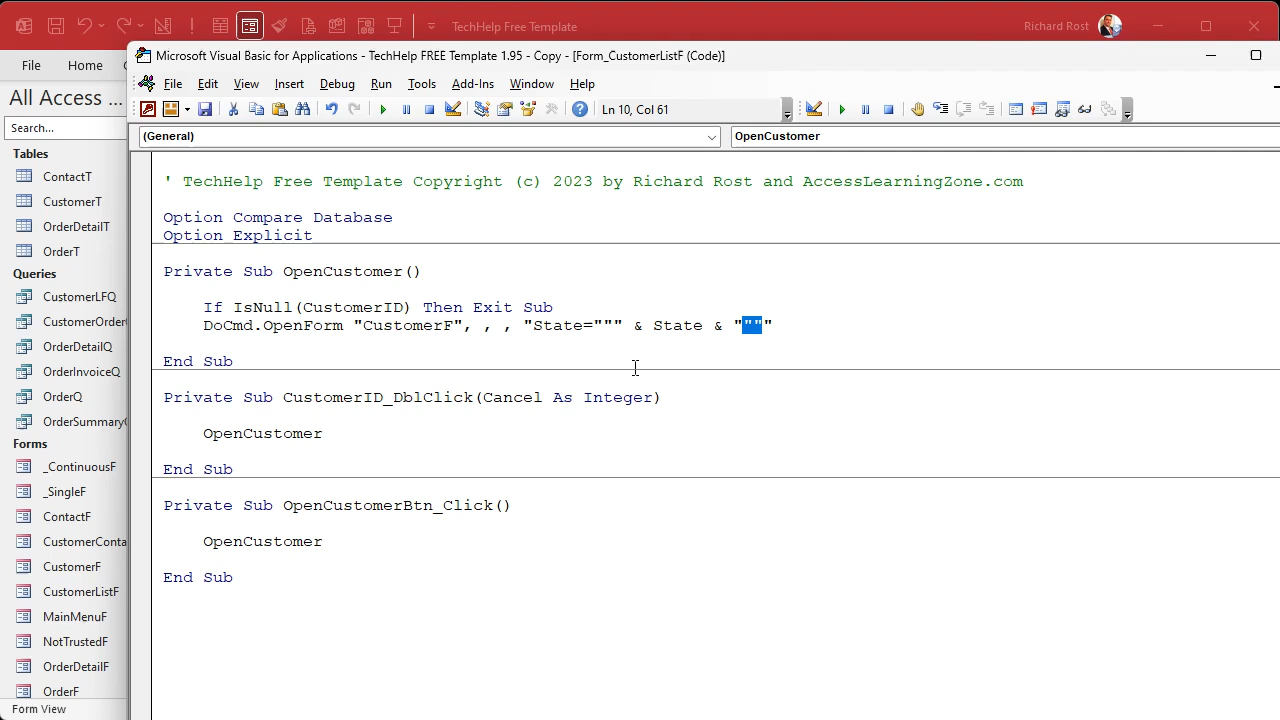 TechHelp Free Template
Richard Rost
File
Home
Microsoft Visual Basic for Applications - TechHelp FREE Template 1.95 - Copy - [Form_CustomerListF (Code)]
File Edit View Insert Debug Run Tools Add-Ins Window Help
Ln 10, Col 61
(General)
OpenCustomer
All Access ...
Search...
Tables
ContactT
CustomerT
OrderDetailT
OrderT
Queries
CustomerLFQ
CustomerOrder
OrderDetailQ
OrderInvoiceQ
OrderQ
OrderSummaryQ
Forms
_ContinuousF
_SingleF
ContactF
CustomerConta
CustomerF
CustomerListF
MainMenuF
NotTrustedF
OrderDetailF
OrderF
Form View
' TechHelp Free Template Copyright (c) 2023 by Richard Rost and AccessLearningZone.com
Option Compare Database
Option Explicit
Private Sub OpenCustomer()
If IsNull(CustomerID) Then Exit Sub
DoCmd.OpenForm "CustomerF", , , "State=""" & State & """"
End Sub
Private Sub CustomerID_DblClick(Cancel As Integer)
OpenCustomer
End Sub
Private Sub OpenCustomerBtn_Click()
OpenCustomer
End Sub